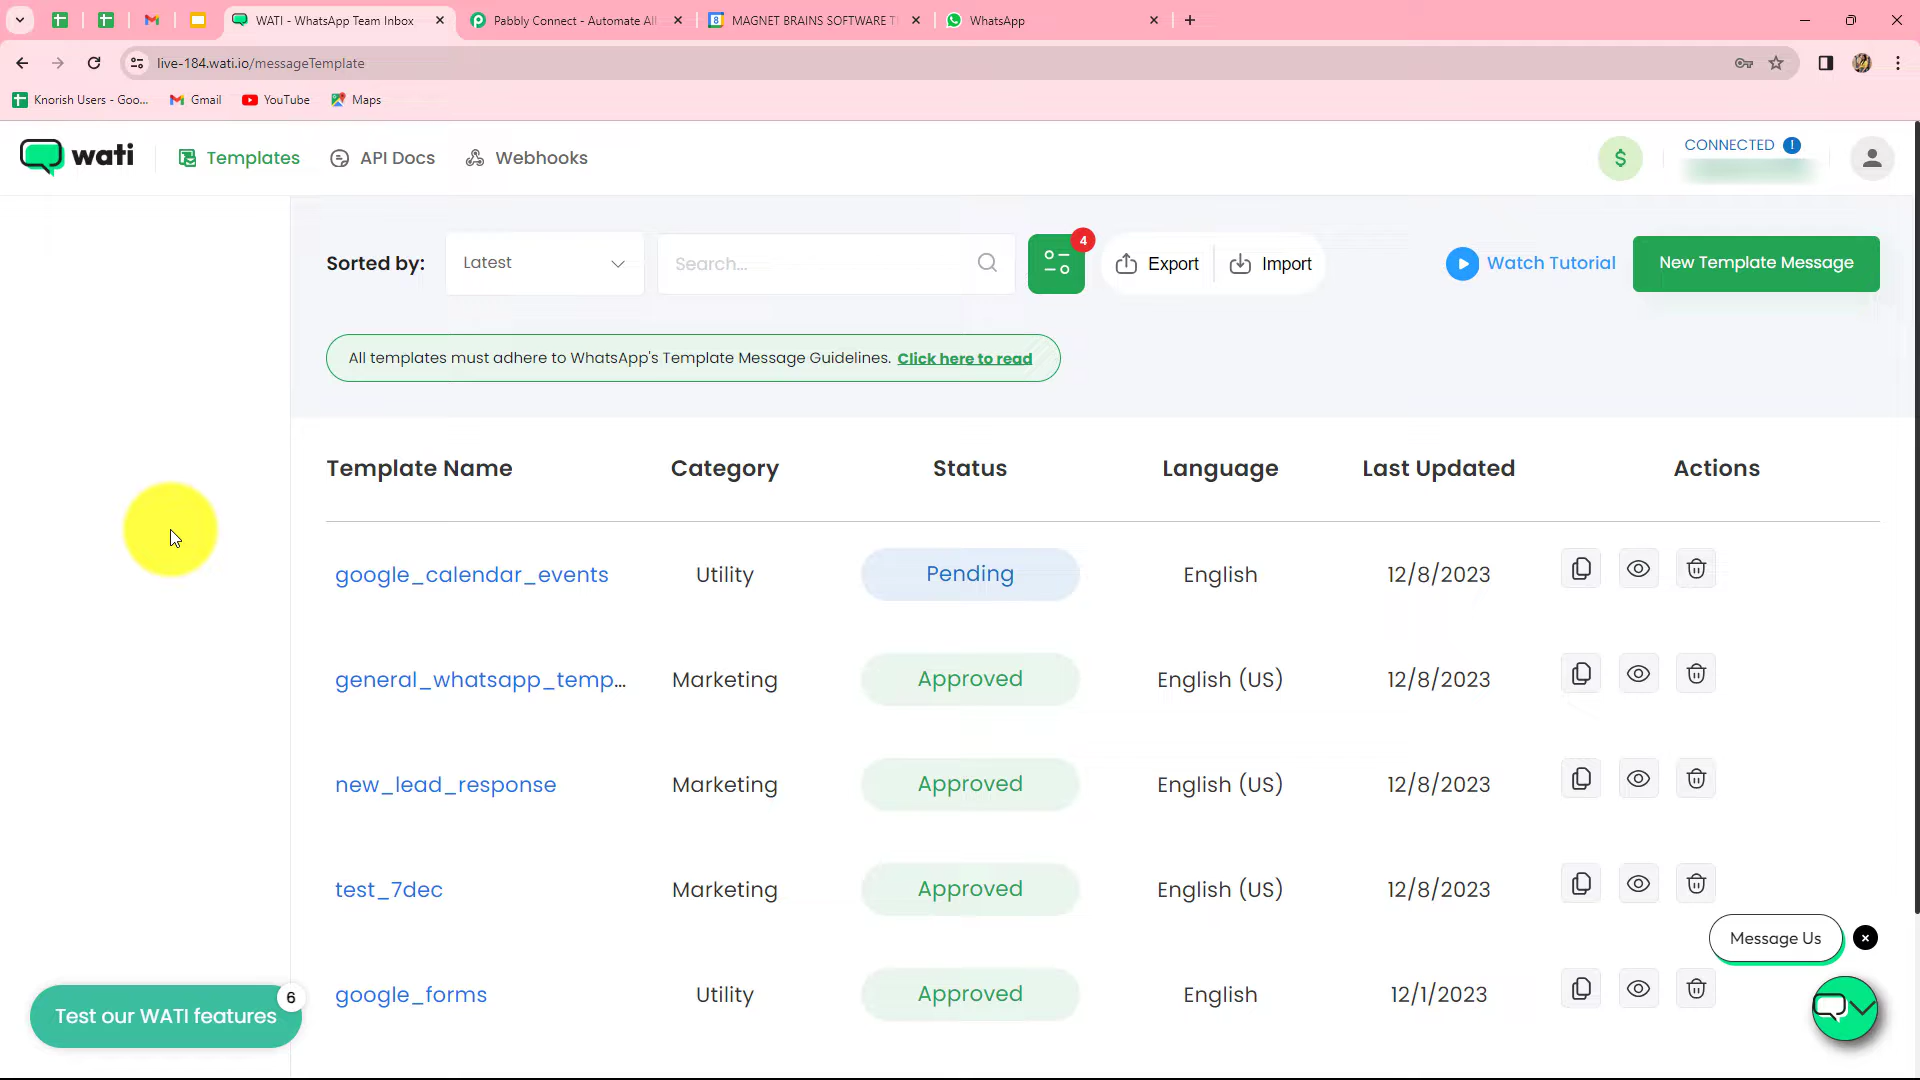 WATI - WhatsApp Team Inbox
Pabbly Connect - Automate All
MAGNET BRAINS SOFTWARE T
WhatsApp
live-184.wati.io/messageTemplate
Knorish Users - Goo...
Gmail
YouTube
Maps
wati
Templates
API Docs
Webhooks
$
CONNECTED
Sorted by:
Latest
Search...
4
Export
Import
Watch Tutorial
New Template Message
All templates must adhere to WhatsApp's Template Message Guidelines. Click here to read
Template Name Category Status Language Last Updated Actions
google_calendar_events Utility Pending English 12/8/2023
general_whatsapp_temp... Marketing Approved English (US) 12/8/2023
new_lead_response Marketing Approved English (US) 12/8/2023
test_7dec Marketing Approved English (US) 12/8/2023
Message Us
google_forms Utility Approved English 12/1/2023
Test our WATI features
6